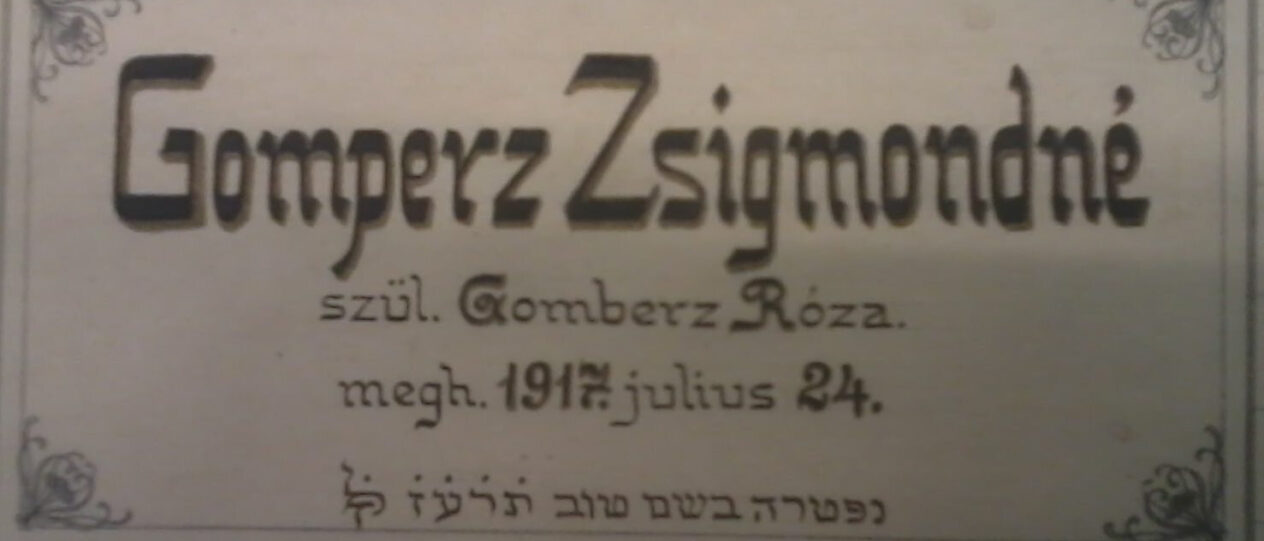 Gomperz Zsigmondné
szül. Gomberz Róza.
megh. 1917. julius 24.
נפטרה בשם טוב תרעז לפק